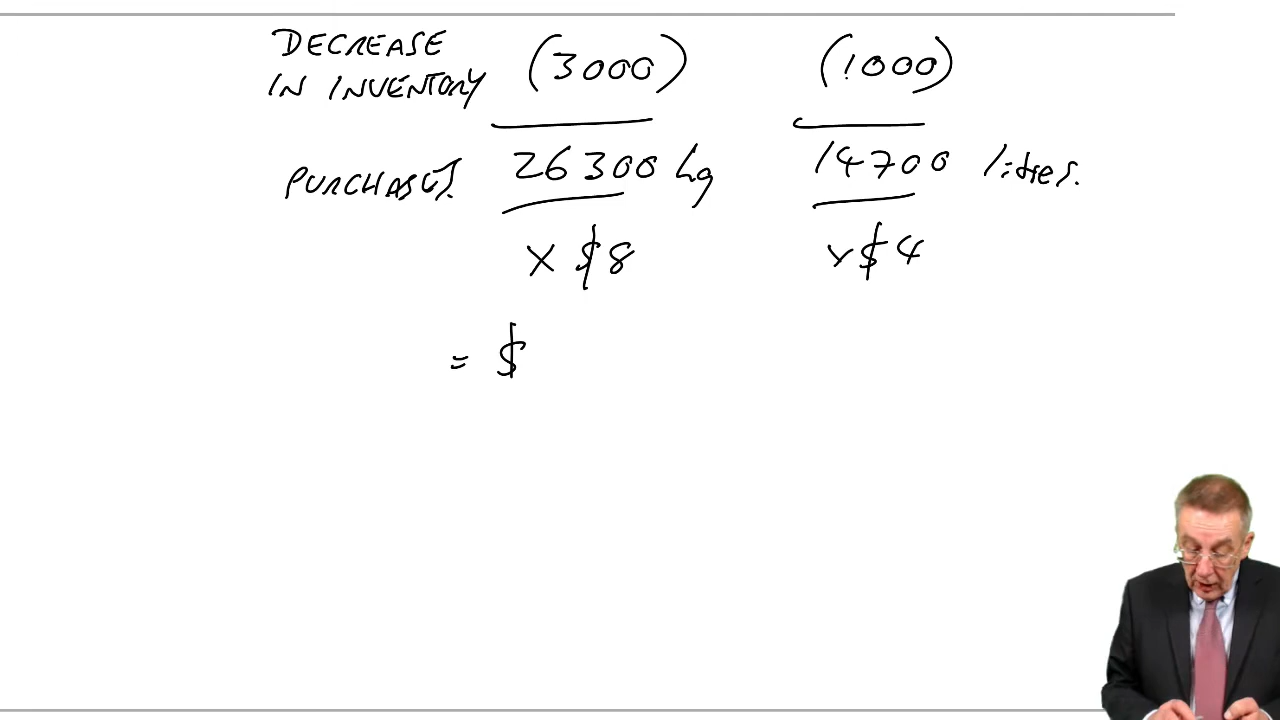 DECREASE
IN INVENTORY (3000) (1000)
PURCHASES. 26300 kg 14700 litres.
x $8 x $4
= $